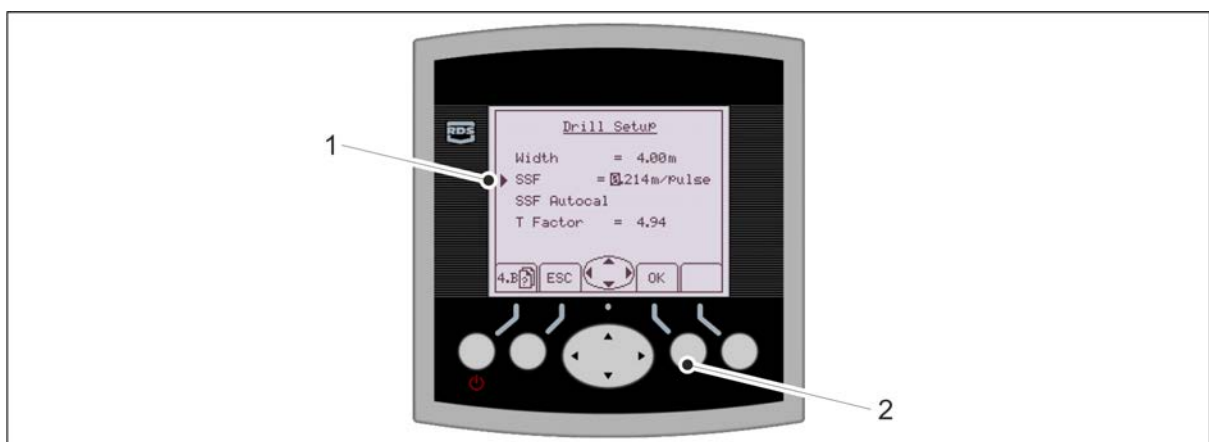 RDS
Drill Setup
Width = 4.00m
1
SSF = 0.214m/pulse
SSF Autocal
T Factor = 4.94
4.B ESC OK
2